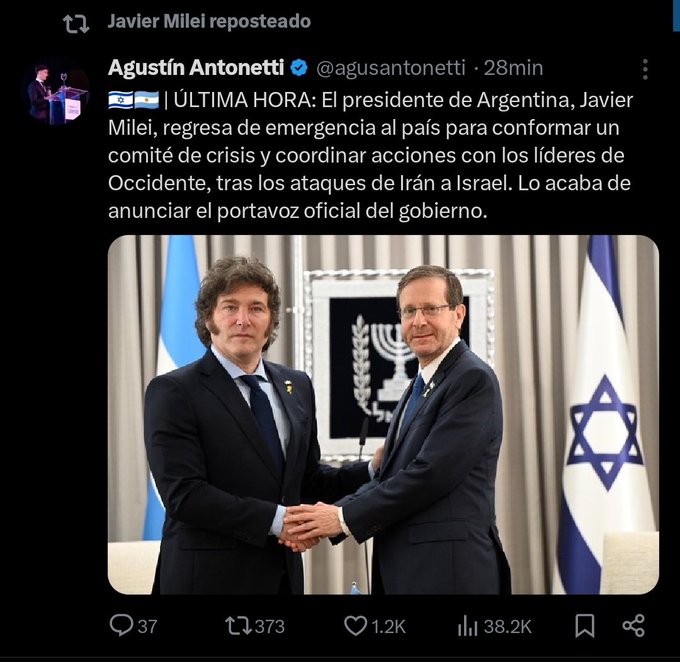 Javier Milei reposteado
Agustín Antonetti @agusantonetti · 28min
🇮🇱🇦🇷 | ÚLTIMA HORA: El presidente de Argentina, Javier
Milei, regresa de emergencia al país para conformar un
comité de crisis y coordinar acciones con los líderes de
Occidente, tras los ataques de Irán a Israel. Lo acaba de
anunciar el portavoz oficial del gobierno.
37 373 1.2K 38.2K